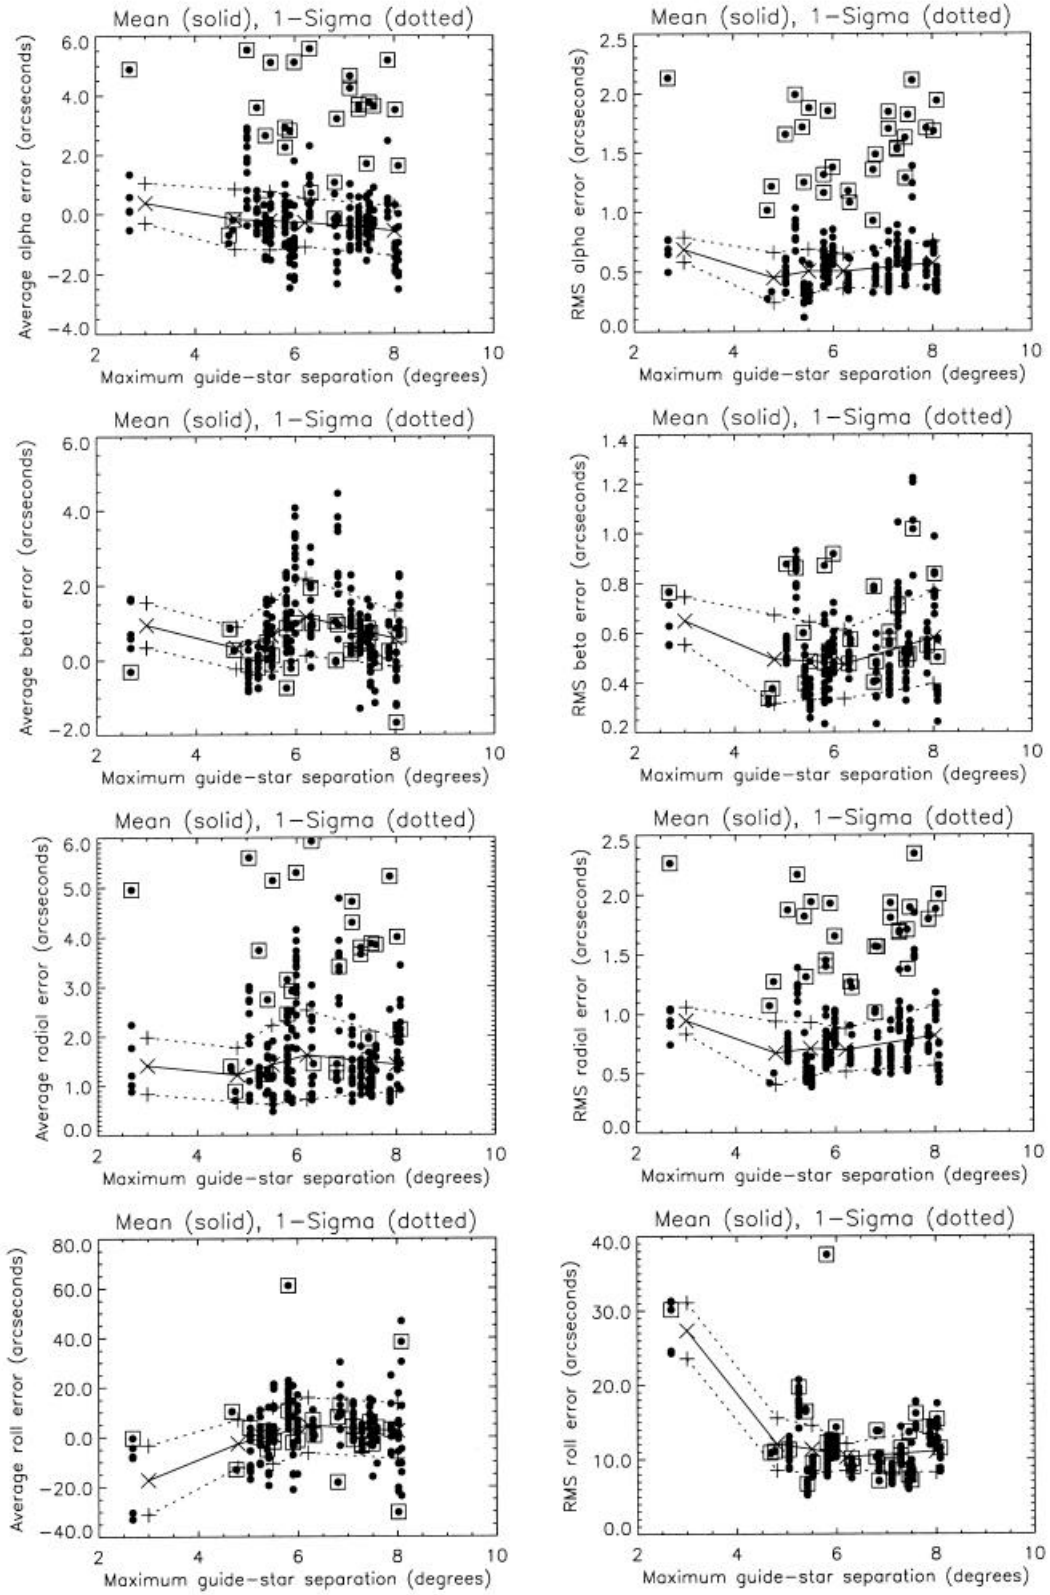 Mean (solid), 1-Sigma (dotted)
Average alpha error (arcseconds)
6.0
4.0
2.0
0.0
-2.0
-4.0
2 4 6 8 10
Maximum guide-star separation (degrees)
Mean (solid), 1-Sigma (dotted)
RMS alpha error (arcseconds)
2.5
2.0
1.5
1.0
0.5
0.0
2 4 6 8 10
Maximum guide-star separation (degrees)
Mean (solid), 1-Sigma (dotted)
Average beta error (arcseconds)
6.0
4.0
2.0
0.0
-2.0
2 4 6 8 10
Maximum guide-star separation (degrees)
Mean (solid), 1-Sigma (dotted)
RMS beta error (arcseconds)
1.4
1.2
1.0
0.8
0.6
0.4
0.2
2 4 6 8 10
Maximum guide-star separation (degrees)
Mean (solid), 1-Sigma (dotted)
Average radial error (arcseconds)
6.0
5.0
4.0
3.0
2.0
1.0
0.0
2 4 6 8 10
Maximum guide-star separation (degrees)
Mean (solid), 1-Sigma (dotted)
RMS radial error (arcseconds)
2.5
2.0
1.5
1.0
0.5
0.0
2 4 6 8 10
Maximum guide-star separation (degrees)
Mean (solid), 1-Sigma (dotted)
Average roll error (arcseconds)
80.0
60.0
40.0
20.0
0.0
-20.0
-40.0
2 4 6 8 10
Maximum guide-star separation (degrees)
Mean (solid), 1-Sigma (dotted)
RMS roll error (arcseconds)
40.0
30.0
20.0
10.0
0.0
2 4 6 8 10
Maximum guide-star separation (degrees)